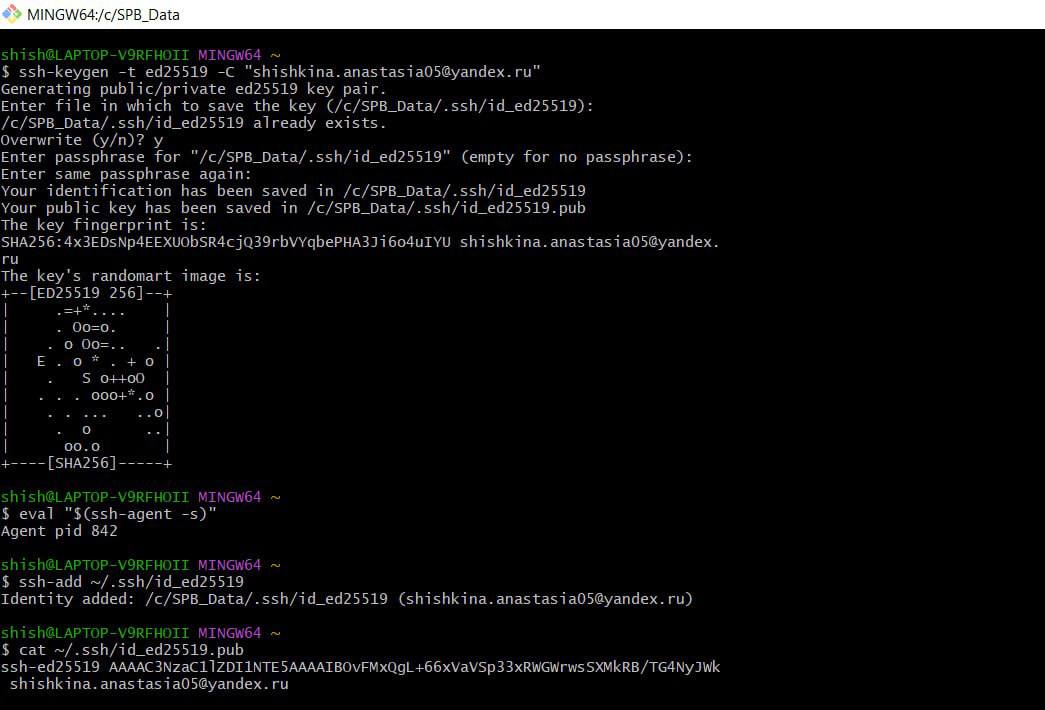 MINGW64:/c/SPB_Data
shish@LAPTOP-V9RFHOII MINGW64 ~
$ ssh-keygen -t ed25519 -C "shishkina.anastasia05@yandex.ru"
Generating public/private ed25519 key pair.
Enter file in which to save the key (/c/SPB_Data/.ssh/id_ed25519):
/c/SPB_Data/.ssh/id_ed25519 already exists.
Overwrite (y/n)? y
Enter passphrase for "/c/SPB_Data/.ssh/id_ed25519" (empty for no passphrase):
Enter same passphrase again:
Your identification has been saved in /c/SPB_Data/.ssh/id_ed25519
Your public key has been saved in /c/SPB_Data/.ssh/id_ed25519.pub
The key fingerprint is:
SHA256:4x3EDsNp4EEXUObSR4cjQ39rbVYqbePHA3Ji6o4uIYU shishkina.anastasia05@yandex.
ru
The key's randomart image is:
+--[ED25519 256]--+
|     .=+*....    |
|     . Oo=o.     |
|    . o Oo=..   .|
|   E . o * . + o |
|    .   S o++oO  |
|   . . . ooo+*.o |
|    . . ...   ..o|
|     .  o      ..|
|      oo.o       |
+----[SHA256]-----+
shish@LAPTOP-V9RFHOII MINGW64 ~
$ eval "$(ssh-agent -s)"
Agent pid 842
shish@LAPTOP-V9RFHOII MINGW64 ~
$ ssh-add ~/.ssh/id_ed25519
Identity added: /c/SPB_Data/.ssh/id_ed25519 (shishkina.anastasia05@yandex.ru)
shish@LAPTOP-V9RFHOII MINGW64 ~
$ cat ~/.ssh/id_ed25519.pub
ssh-ed25519 AAAAC3NzaC1lZDI1NTE5AAAAIBOvFMxQgL+66xVaVSp33xRWGWrwsSXMkRB/TG4NyJWk
 shishkina.anastasia05@yandex.ru